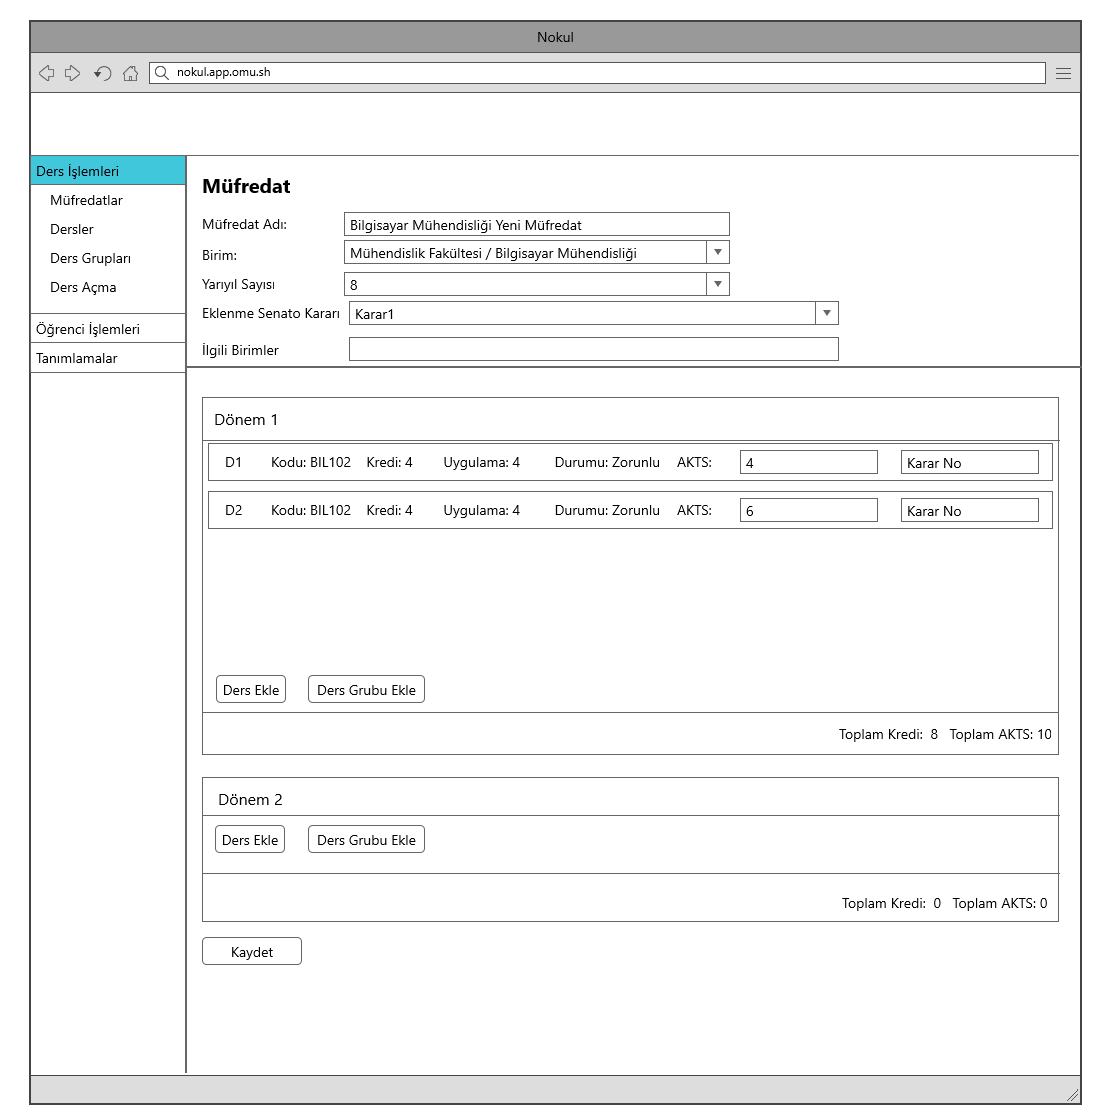 Nokul
nokul.app.omu.sh
Ders İşlemleri
Müfredatlar
Dersler
Ders Grupları
Ders Açma
Öğrenci İşlemleri
Tanımlamalar
Müfredat
Müfredat Adı: Bilgisayar Mühendisliği Yeni Müfredat
Birim: Mühendislik Fakültesi / Bilgisayar Mühendisliği
Yarıyıl Sayısı 8
Eklenme Senato Kararı Karar1
İlgili Birimler
Dönem 1
D1 Kodu: BIL102 Kredi: 4 Uygulama: 4 Durumu: Zorunlu AKTS: 4 Karar No
D2 Kodu: BIL102 Kredi: 4 Uygulama: 4 Durumu: Zorunlu AKTS: 6 Karar No
Ders Ekle Ders Grubu Ekle
Toplam Kredi: 8 Toplam AKTS: 10
Dönem 2
Ders Ekle Ders Grubu Ekle
Toplam Kredi: 0 Toplam AKTS: 0
Kaydet